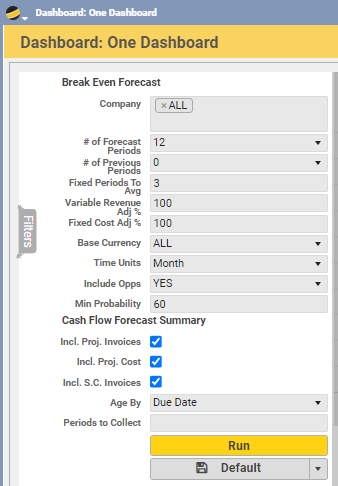 Dashboard: One Dashboard
Dashboard: One Dashboard
Break Even Forecast
Company
×ALL
# of Forecast
Periods
12
# of Previous
Periods
0
Fixed Periods To
Avg
3
Variable Revenue
Adj %
100
Fixed Cost Adj %
100
Base Currency
ALL
Time Units
Month
Include Opps
YES
Min Probability
60
Cash Flow Forecast Summary
Incl. Proj. Invoices
Incl. Proj. Cost
Incl. S.C. Invoices
Age By
Due Date
Periods to Collect
Run
Default
Filters